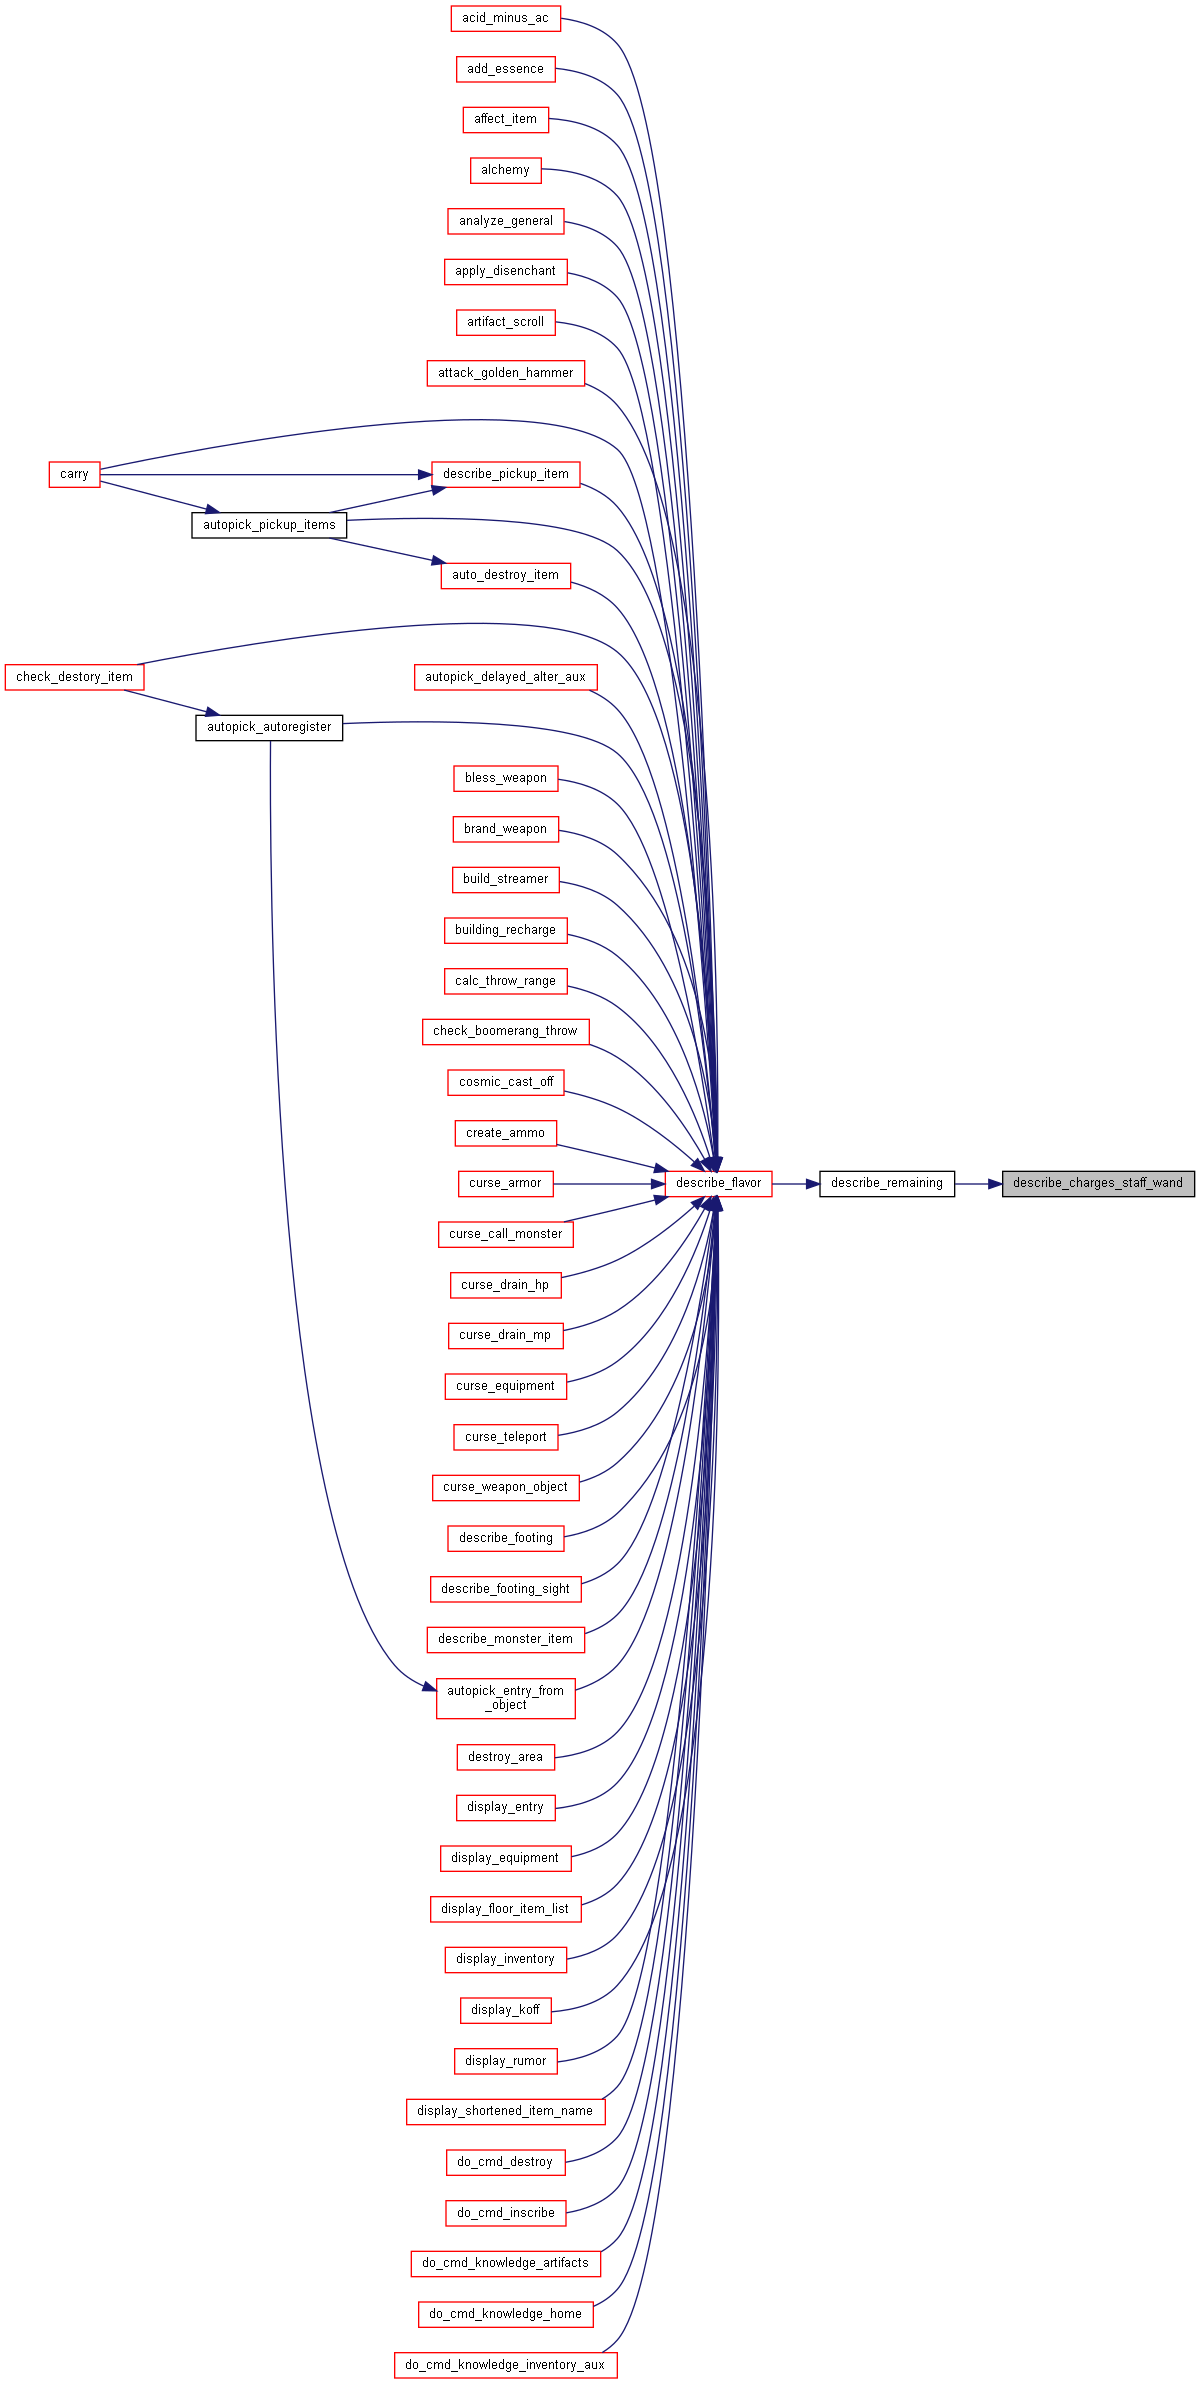 acid_minus_ac
add_essence
affect_item
alchemy
analyze_general
apply_disenchant
artifact_scroll
attack_golden_hammer
carry
describe_pickup_item
autopick_pickup_items
auto_destroy_item
check_destory_item
autopick_delayed_alter_aux
autopick_autoregister
bless_weapon
brand_weapon
build_streamer
building_recharge
calc_throw_range
check_boomerang_throw
cosmic_cast_off
create_ammo
curse_armor
describe_flavor
describe_remaining
describe_charges_staff_wand
curse_call_monster
curse_drain_hp
curse_drain_mp
curse_equipment
curse_teleport
curse_weapon_object
describe_footing
describe_footing_sight
describe_monster_item
autopick_entry_from
_object
destroy_area
display_entry
display_equipment
display_floor_item_list
display_inventory
display_koff
display_rumor
display_shortened_item_name
do_cmd_destroy
do_cmd_inscribe
do_cmd_knowledge_artifacts
do_cmd_knowledge_home
do_cmd_knowledge_inventory_aux